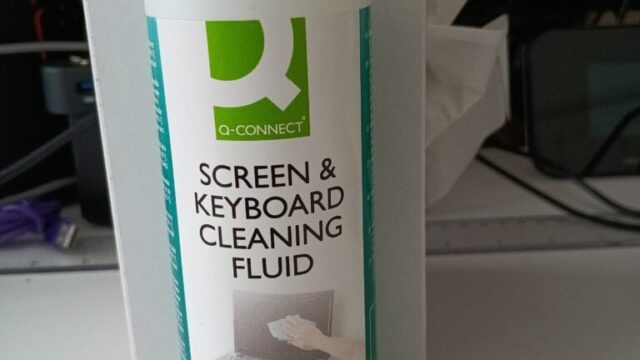 Q-CONNECT®
SCREEN &
KEYBOARD
CLEANING
FLUID